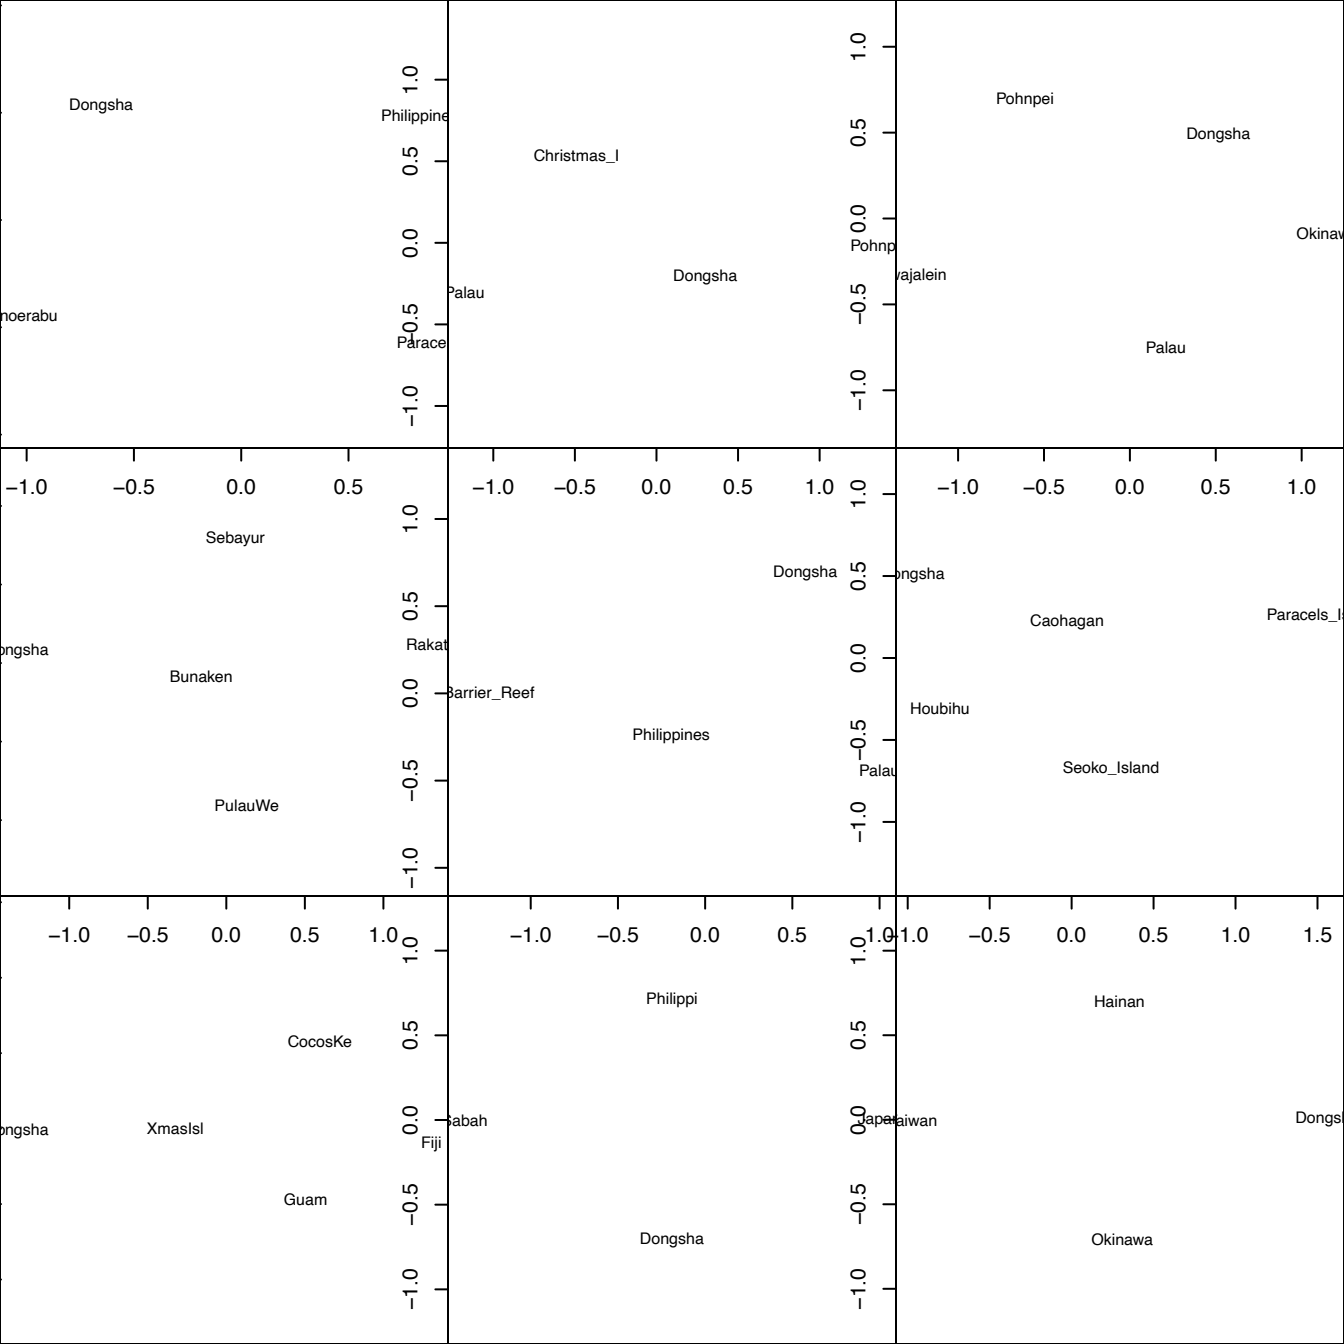 Dongsha
Philippine
noerabu
Parace
1.0
0.5
0.0
−0.5
−1.0
Christmas_I
Pohnp
Palau
Dongsha
1.0
0.5
0.0
−0.5
−1.0
Pohnpei
Dongsha
Okinaw
wajalein
Palau
−1.0 −0.5 0.0 0.5
−1.0 −0.5 0.0 0.5 1.0
−1.0 −0.5 0.0 0.5 1.0
Sebayur
ongsha
Rakat
Bunaken
PulauWe
1.0
0.5
0.0
−0.5
−1.0
Dongsha
Barrier_Reef
Philippines
Palau
1.0
0.5
0.0
−0.5
−1.0
ongsha
Caohagan
Paracels_Is
Houbihu
Seoko_Island
−1.0 −0.5 0.0 0.5 1.0
−1.0 −0.5 0.0 0.5 1.0
−1.0 −0.5 0.0 0.5 1.0 1.5
CocosKe
ongsha
XmasIsl
Fiji
Guam
1.0
0.5
0.0
−0.5
−1.0
Philippi
Sabah
Japan
Dongsha
1.0
0.5
0.0
−0.5
−1.0
Hainan
aiwan
Dongsh
Okinawa